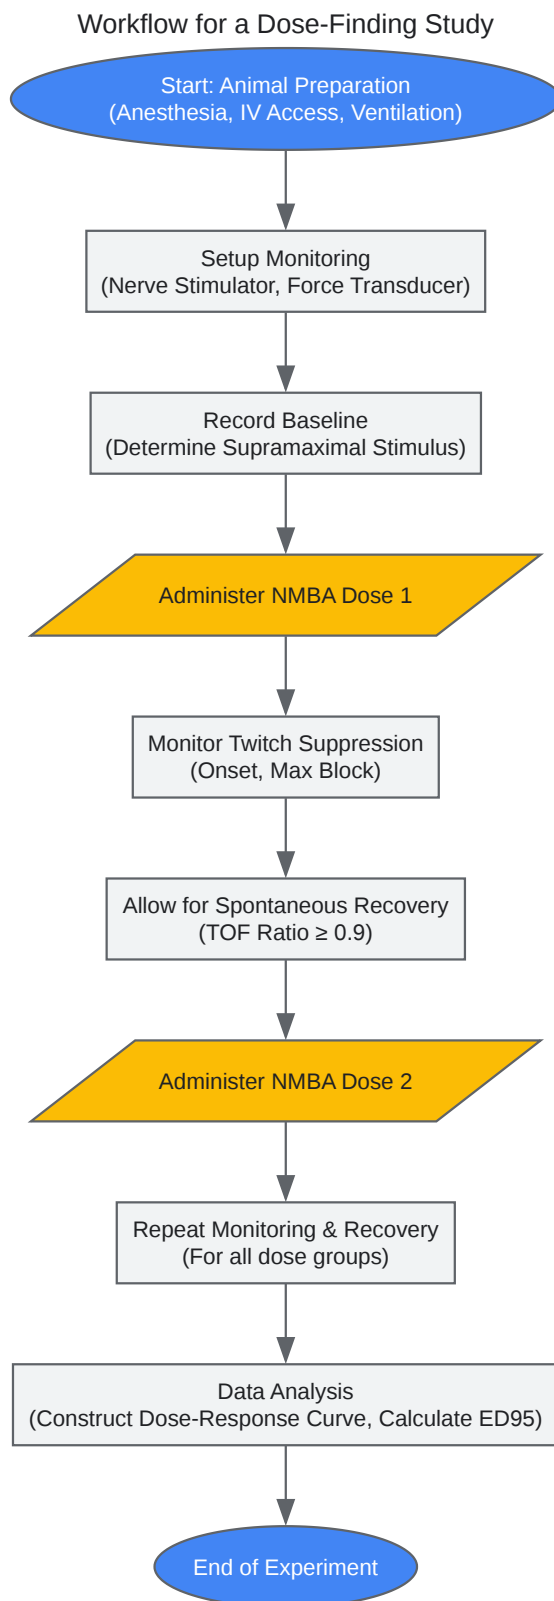 Workflow for a Dose-Finding Study
Start: Animal Preparation
(Anesthesia, IV Access, Ventilation)
Setup Monitoring
(Nerve Stimulator, Force Transducer)
Record Baseline
(Determine Supramaximal Stimulus)
Administer NMBA Dose 1
Monitor Twitch Suppression
(Onset, Max Block)
Allow for Spontaneous Recovery
(TOF Ratio ≥ 0.9)
Administer NMBA Dose 2
Repeat Monitoring & Recovery
(For all dose groups)
Data Analysis
(Construct Dose-Response Curve, Calculate ED95)
End of Experiment